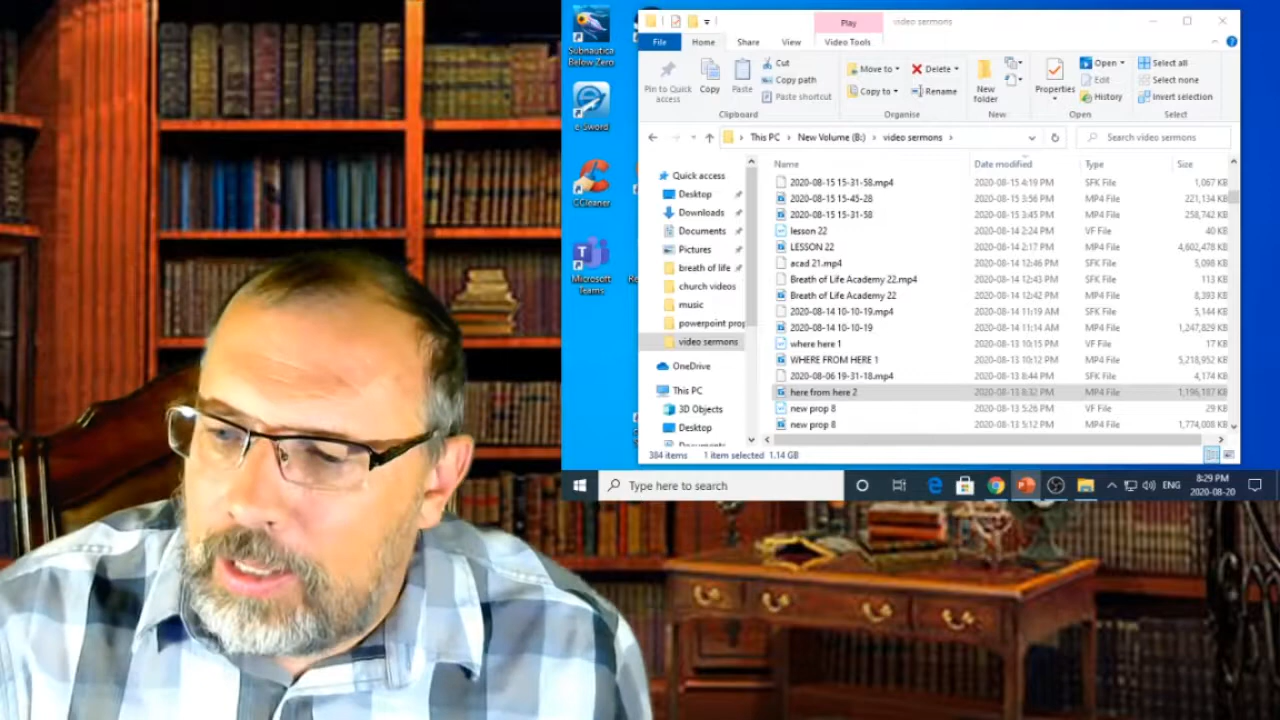 Subnautica
Below Zero
e-Sword
CCleaner
Microsoft
Teams
Play
video sermons
File
Home
Share
View
Video Tools
Pin to Quick
access
Copy
Paste
Cut
Copy path
Paste shortcut
Clipboard
Move to
Copy to
Delete
Rename
Organise
New
folder
New
Properties
Open
Edit
History
Open
Select all
Select none
Invert selection
Select
This PC > New Volume (B:) > video sermons >
Search video sermons
Quick access
Desktop
Downloads
Documents
Pictures
breath of life
church videos
music
powerpoint prop
video sermons
OneDrive
This PC
3D Objects
Desktop
Name Date modified Type Size
2020-08-15 15-31-58.mp4 2020-08-15 4:19 PM SFK File 1,067 KB
2020-08-15 15-45-28 2020-08-15 3:56 PM MP4 File 221,134 KB
2020-08-15 15-31-58 2020-08-15 3:45 PM MP4 File 258,742 KB
lesson 22 2020-08-14 2:24 PM VF File 40 KB
LESSON 22 2020-08-14 2:17 PM MP4 File 4,602,478 KB
acad 21.mp4 2020-08-14 12:46 PM SFK File 5,098 KB
Breath of Life Academy 22.mp4 2020-08-14 12:43 PM SFK File 113 KB
Breath of Life Academy 22 2020-08-14 12:42 PM MP4 File 8,393 KB
2020-08-14 10-10-19.mp4 2020-08-14 11:19 AM SFK File 5,144 KB
2020-08-14 10-10-19 2020-08-14 11:14 AM MP4 File 1,247,829 KB
where here 1 2020-08-13 10:15 PM VF File 17 KB
WHERE FROM HERE 1 2020-08-13 10:12 PM MP4 File 5,218,952 KB
2020-08-06 19-31-18.mp4 2020-08-13 8:44 PM SFK File 4,174 KB
here from here 2 2020-08-13 8:32 PM MP4 File 1,196,187 KB
new prop 8 2020-08-13 5:26 PM VF File 29 KB
new prop 8 2020-08-13 5:12 PM MP4 File 1,774,008 KB
384 items 1 item selected 1.14 GB
Type here to search
ENG
8:29 PM
2020-08-20